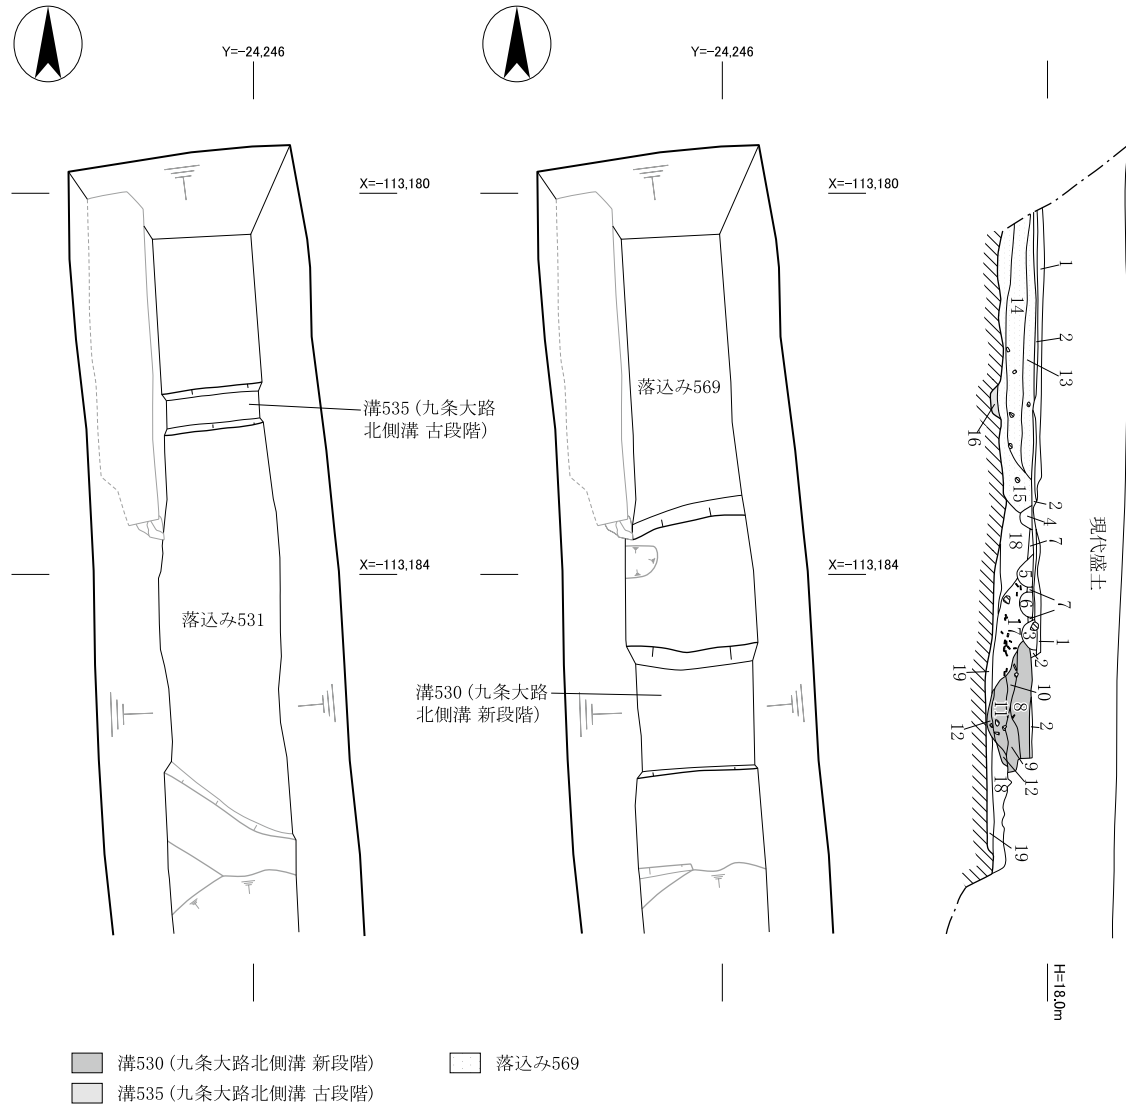 Y=-24,246
Y=-24,246
X=-113,180
X=-113,180
溝535 (九条大路
北側溝 古段階)
落込み569
X=-113,184
X=-113,184
落込み531
溝530 (九条大路
北側溝 新段階)
1
2
13
14
16
15
2
4
7
18
5
6
7
17
3
1
2
19
10
8
11
2
12
9
12
18
19
現代盛土
H=18.0m
溝530 (九条大路北側溝 新段階)
溝535 (九条大路北側溝 古段階)
落込み569